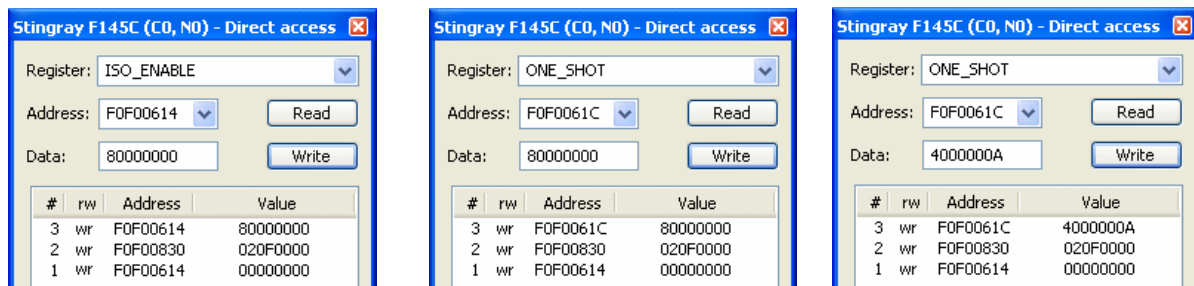 Stingray F145C (C0, N0) - Direct access
Register: ISO_ENABLE
Address: F0F00614 Read
Data: 80000000 Write
# rw Address Value
3 wr F0F00614 80000000
2 wr F0F00830 020F0000
1 wr F0F00614 00000000
Stingray F145C (C0, N0) - Direct access
Register: ONE_SHOT
Address: F0F0061C Read
Data: 80000000 Write
# rw Address Value
3 wr F0F0061C 80000000
2 wr F0F00830 020F0000
1 wr F0F00614 00000000
Stingray F145C (C0, N0) - Direct access
Register: ONE_SHOT
Address: F0F0061C Read
Data: 4000000A Write
# rw Address Value
3 wr F0F0061C 4000000A
2 wr F0F00830 020F0000
1 wr F0F00614 00000000